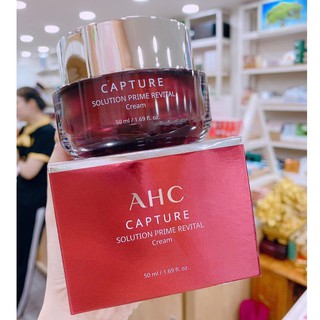 CAPTURE
SOLUTION PRIME REVITAL
Cream
50 ml / 1.69 fl. oz.
AHC
CAPTURE
SOLUTION PRIME REVITAL
Cream
50 ml / 1.69 fl. oz.